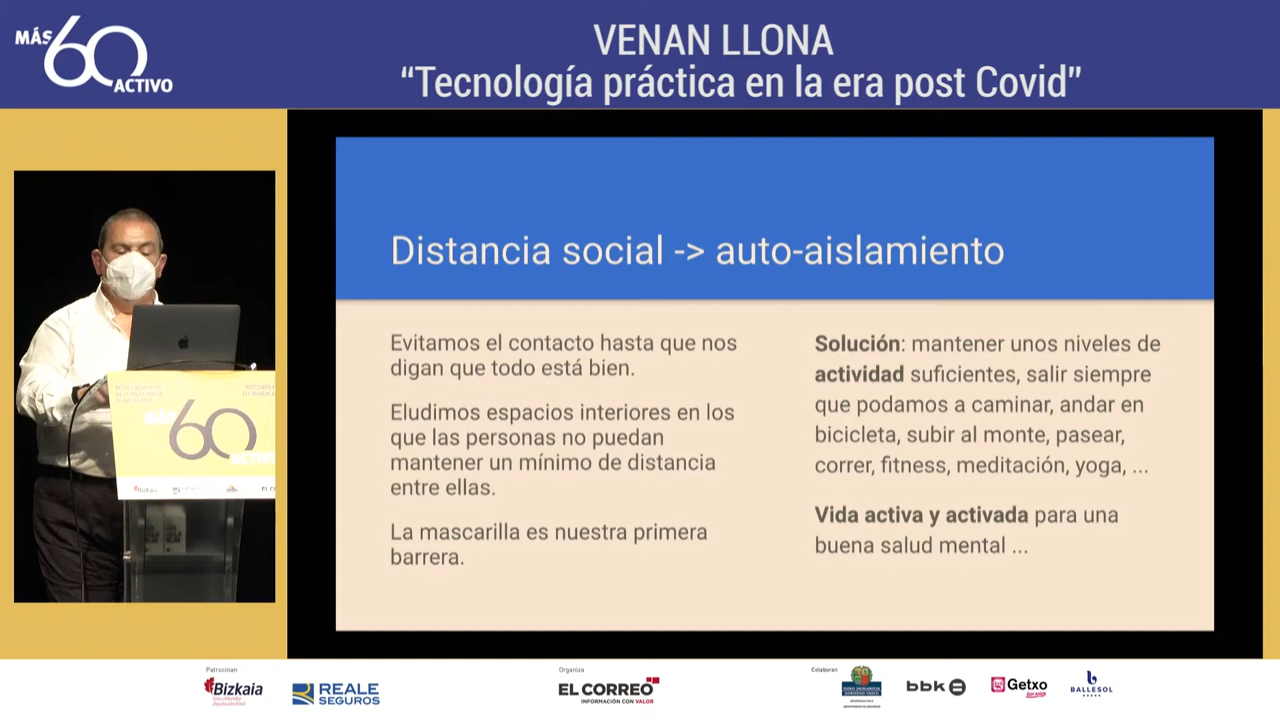 MÁS
60
ACTIVO
VENAN LLONA
“Tecnología práctica en la era post Covid”
Distancia social -> auto-aislamiento
Evitamos el contacto hasta que nos
digan que todo está bien.
Eludimos espacios interiores en los
que las personas no puedan
mantener un mínimo de distancia
entre ellas.
La mascarilla es nuestra primera
barrera.
Solución: mantener unos niveles de
actividad suficientes, salir siempre
que podamos a caminar, andar en
bicicleta, subir al monte, pasear,
correr, fitness, meditación, yoga, ...
Vida activa y activada para una
buena salud mental ...
MÁS
60
ACTIVO
Patrocinan
Bizkaia
REALE
SEGUROS
Organiza
EL CORREO
INFORMACIÓN CON VALOR
Colaboran
bbk
Getxo
BALLESOL